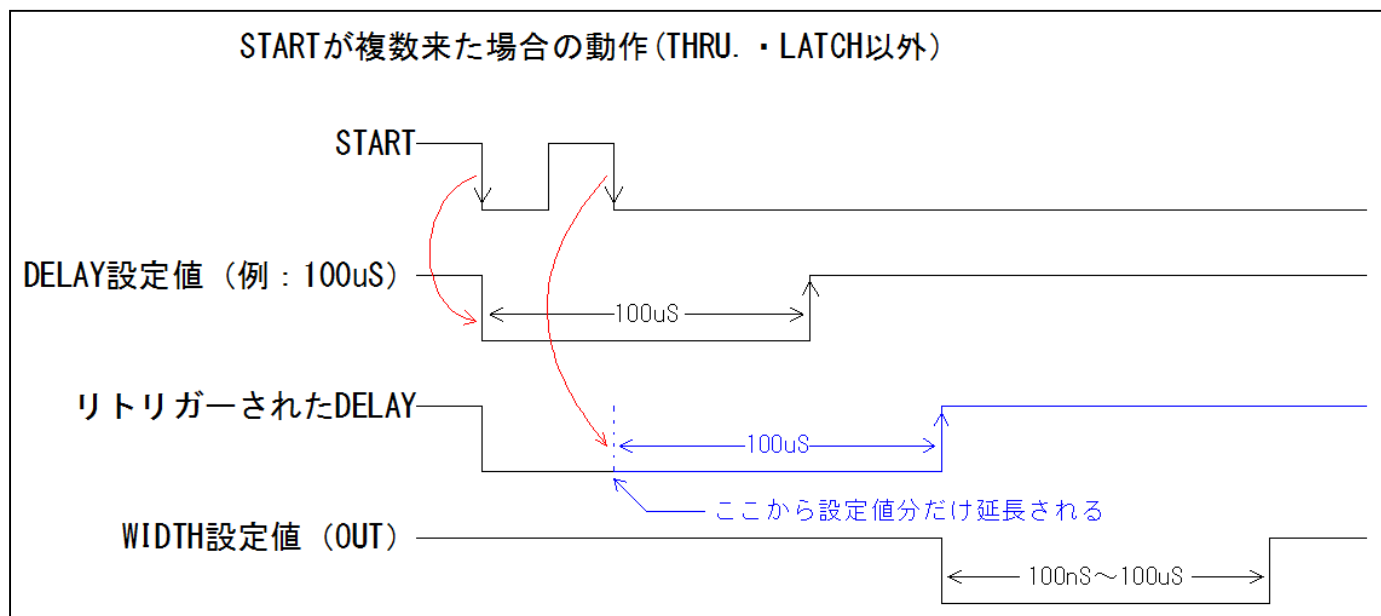 STARTが複数来た場合の動作(THRU.・LATCH以外)
START
DELAY設定値(例:100uS)
100uS
リトリガーされたDELAY
100uS
ここから設定値分だけ延長される
WIDTH設定値(OUT)
100nS～100uS